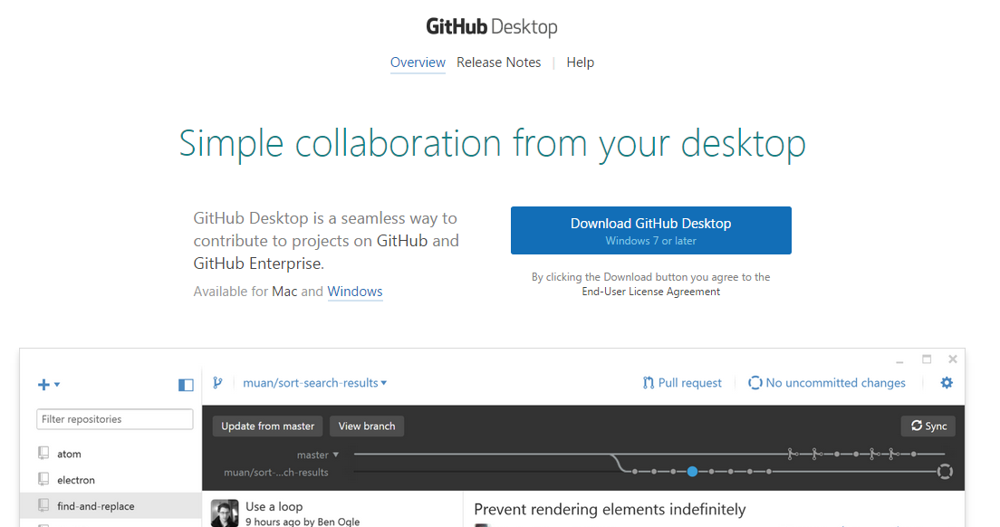 GitHub Desktop
Overview Release Notes | Help
Simple collaboration from your desktop
GitHub Desktop is a seamless way to
contribute to projects on GitHub and
GitHub Enterprise.
Available for Mac and Windows
Download GitHub Desktop
Windows 7 or later
By clicking the Download button you agree to the
End-User License Agreement
muan/sort-search-results
Pull request
No uncommitted changes
Filter repositories
atom
electron
find-and-replace
Update from master
View branch
Sync
master
muan/sort-...ch-results
Use a loop
9 hours ago by Ben Ogle
Prevent rendering elements indefinitely